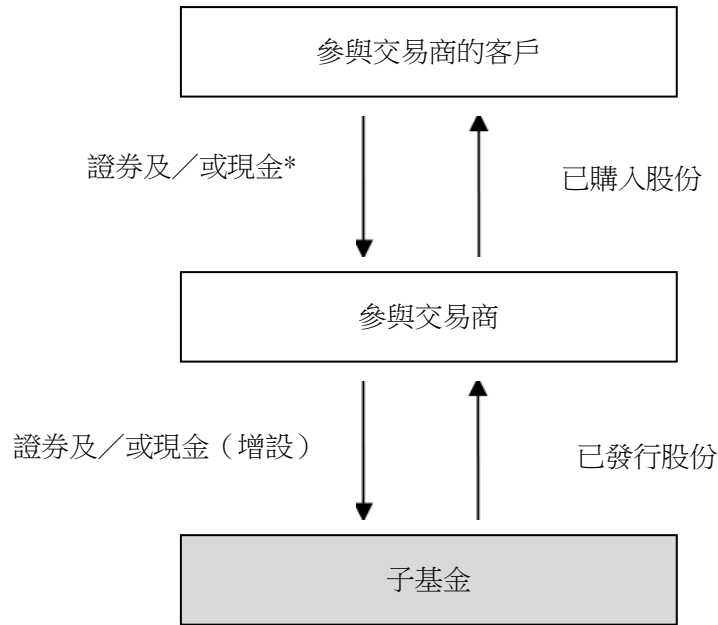 參與交易商的客戶
證券及／或現金*
已購入股份
參與交易商
證券及／或現金（增設）
已發行股份
子基金